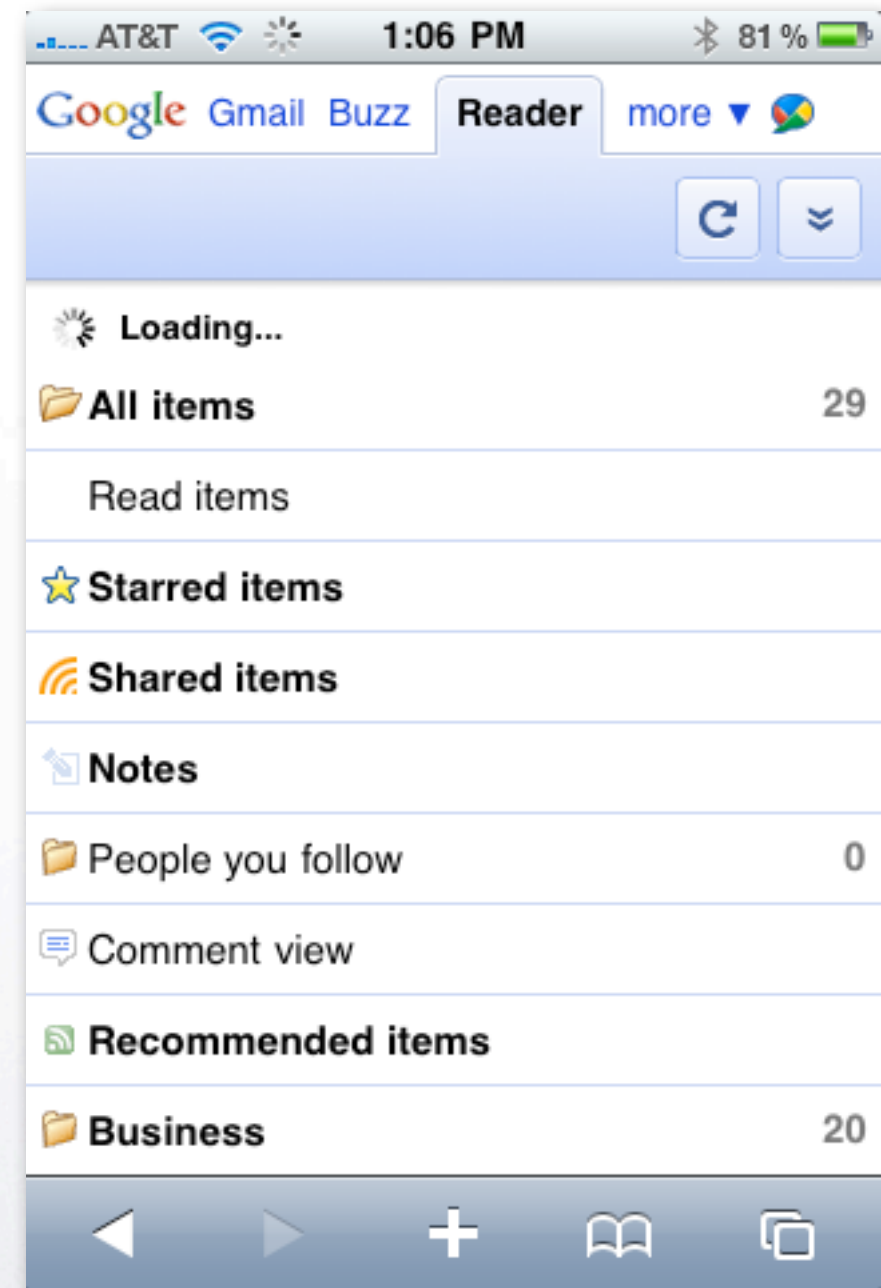 AT&T 1:06 PM 81%
Google Gmail Buzz Reader more ▼
Loading...
All items 29
Read items
Starred items
Shared items
Notes
People you follow 0
Comment view
Recommended items
Business 20